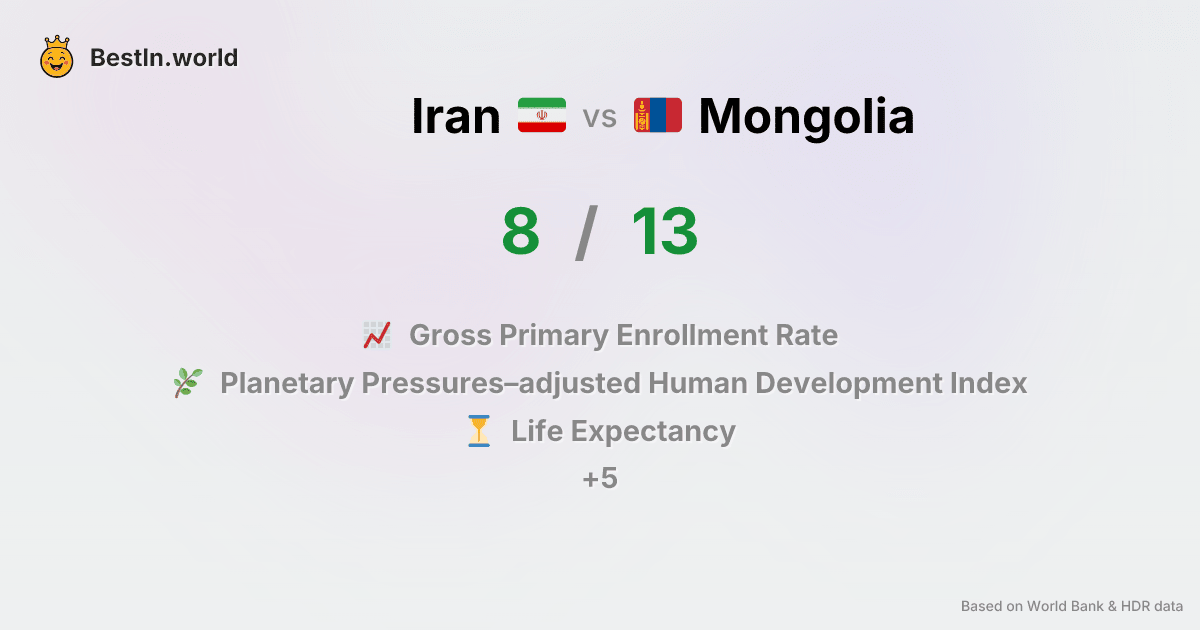 BestIn.world
Iran vs Mongolia
8 / 13
Gross Primary Enrollment Rate
Planetary Pressures–adjusted Human Development Index
Life Expectancy
+5
Based on World Bank & HDR data